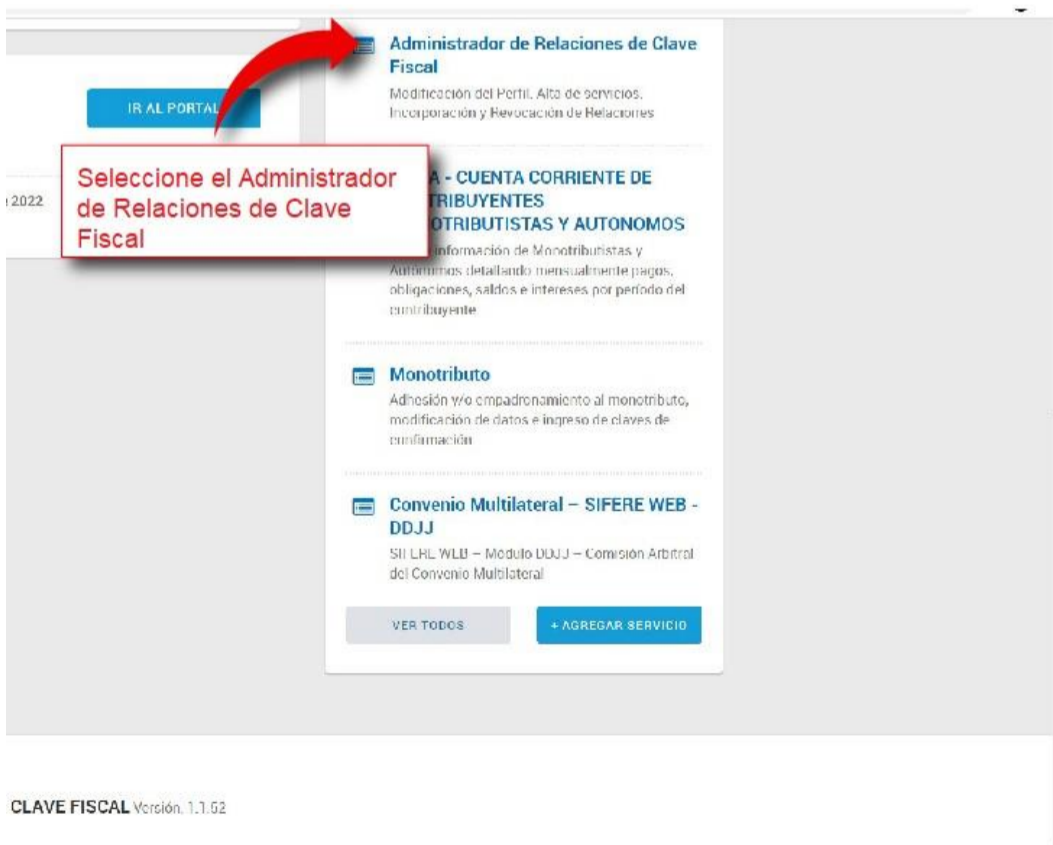 Administrador de Relaciones de Clave
Fiscal
Modificación del Perfil. Alta de servicios.
Incorporación y Revocación de Relaciones
IR AL PORTAL
Seleccione el Administrador
de Relaciones de Clave
Fiscal
2022
A - CUENTA CORRIENTE DE
TRIBUYENTES
OTRIBUTISTAS Y AUTONOMOS
información de Monotributistas y
Autónomos detallando mensualmente pagos,
obligaciones, saldos e intereses por período del
contribuyente
Monotributo
Adhesión y/o empadronamiento al monotributo,
modificación de datos e ingreso de claves de
confirmación
Convenio Multilateral – SIFERE WEB -
DDJJ
SIFERE WEB – Módulo DDJJ – Comisión Arbitral
del Convenio Multilateral
VER TODOS
+ AGREGAR SERVICIO
CLAVE FISCAL Versión. 1.1.52